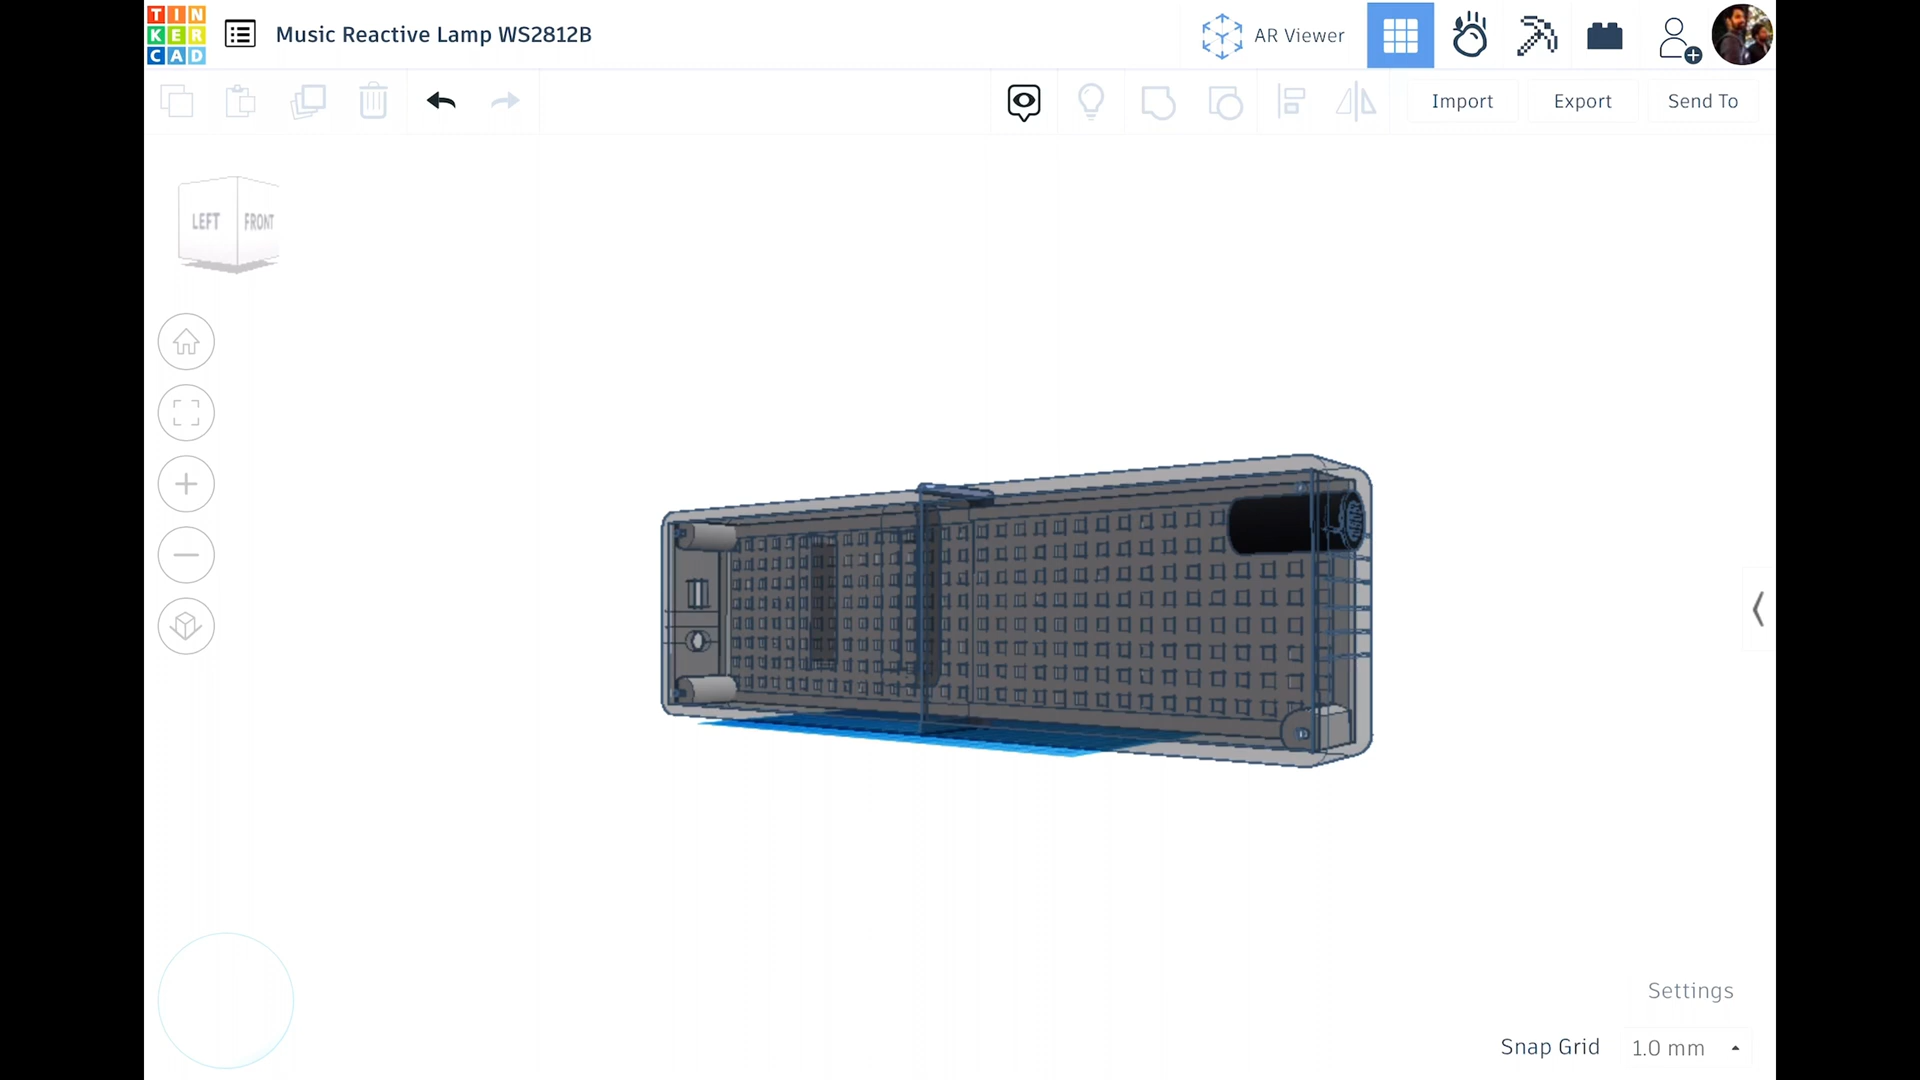 TIN
KER
CAD
Music Reactive Lamp WS2812B
AR Viewer
Import
Export
Send To
LEFT
FRONT
Settings
Snap Grid
1.0 mm